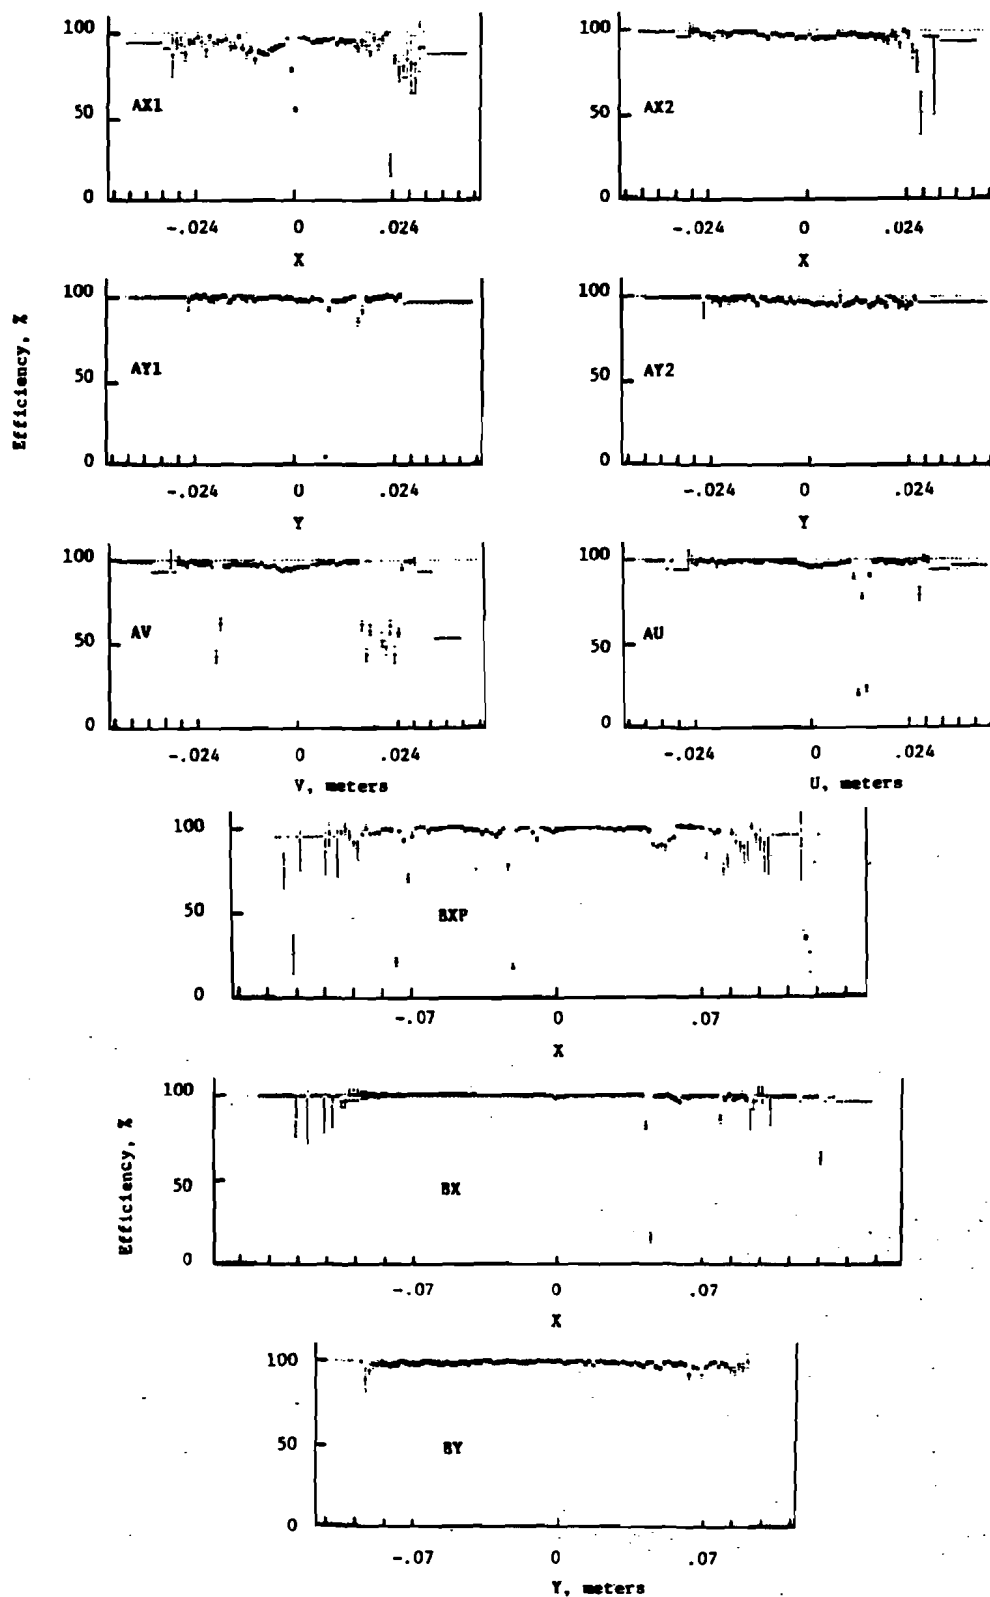 100
50
0
AX1
-.024 0 .024
X
100
50
0
AX2
-.024 0 .024
X
Efficiency, %
100
50
0
AY1
-.024 0 .024
Y
100
50
0
AY2
-.024 0 .024
Y
100
50
0
AV
-.024 0 .024
V, meters
100
50
0
AU
-.024 0 .024
U, meters
100
50
0
BXP
-.07 0 .07
X
Efficiency, %
100
50
0
BX
-.07 0 .07
X
100
50
0
BY
-.07 0 .07
Y, meters